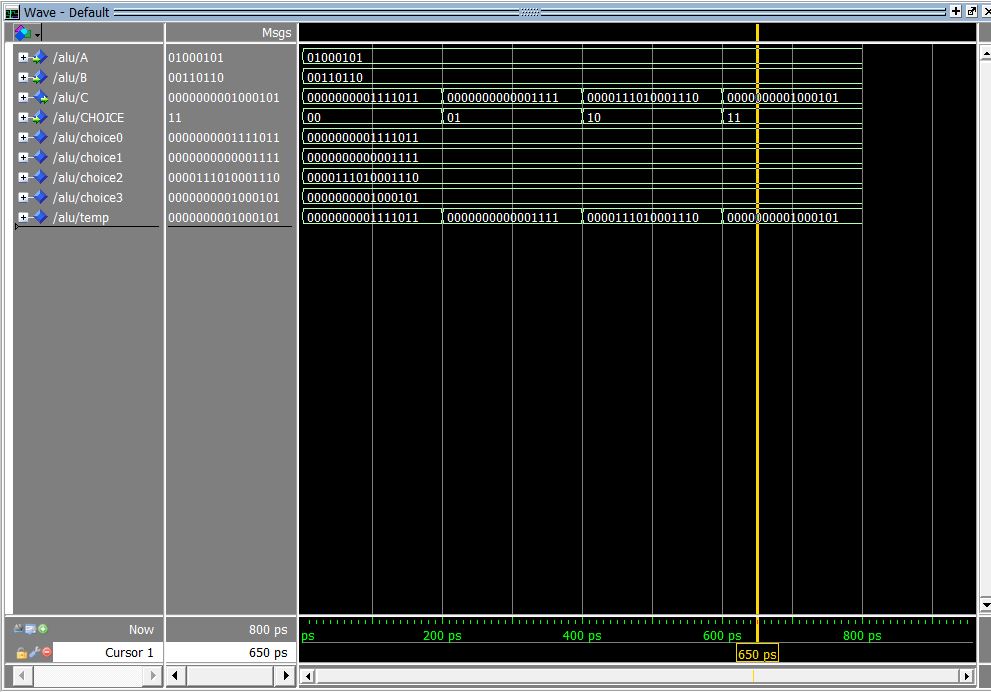 Wave - Default
Msgs
/alu/A 01000101 01000101
/alu/B 00110110 00110110
/alu/C 0000000001000101 0000000001111011 0000000000001111 0000111010001110 0000000001000101
/alu/CHOICE 11 00 01 10 11
/alu/choice0 0000000001111011 0000000001111011
/alu/choice1 0000000000001111 0000000000001111
/alu/choice2 0000111010001110 0000111010001110
/alu/choice3 0000000001000101 0000000001000101
/alu/temp 0000000001000101 0000000001111011 0000000000001111 0000111010001110 0000000001000101
Now 800 ps ps 200 ps 400 ps 600 ps 800 ps
Cursor 1 650 ps 650 ps